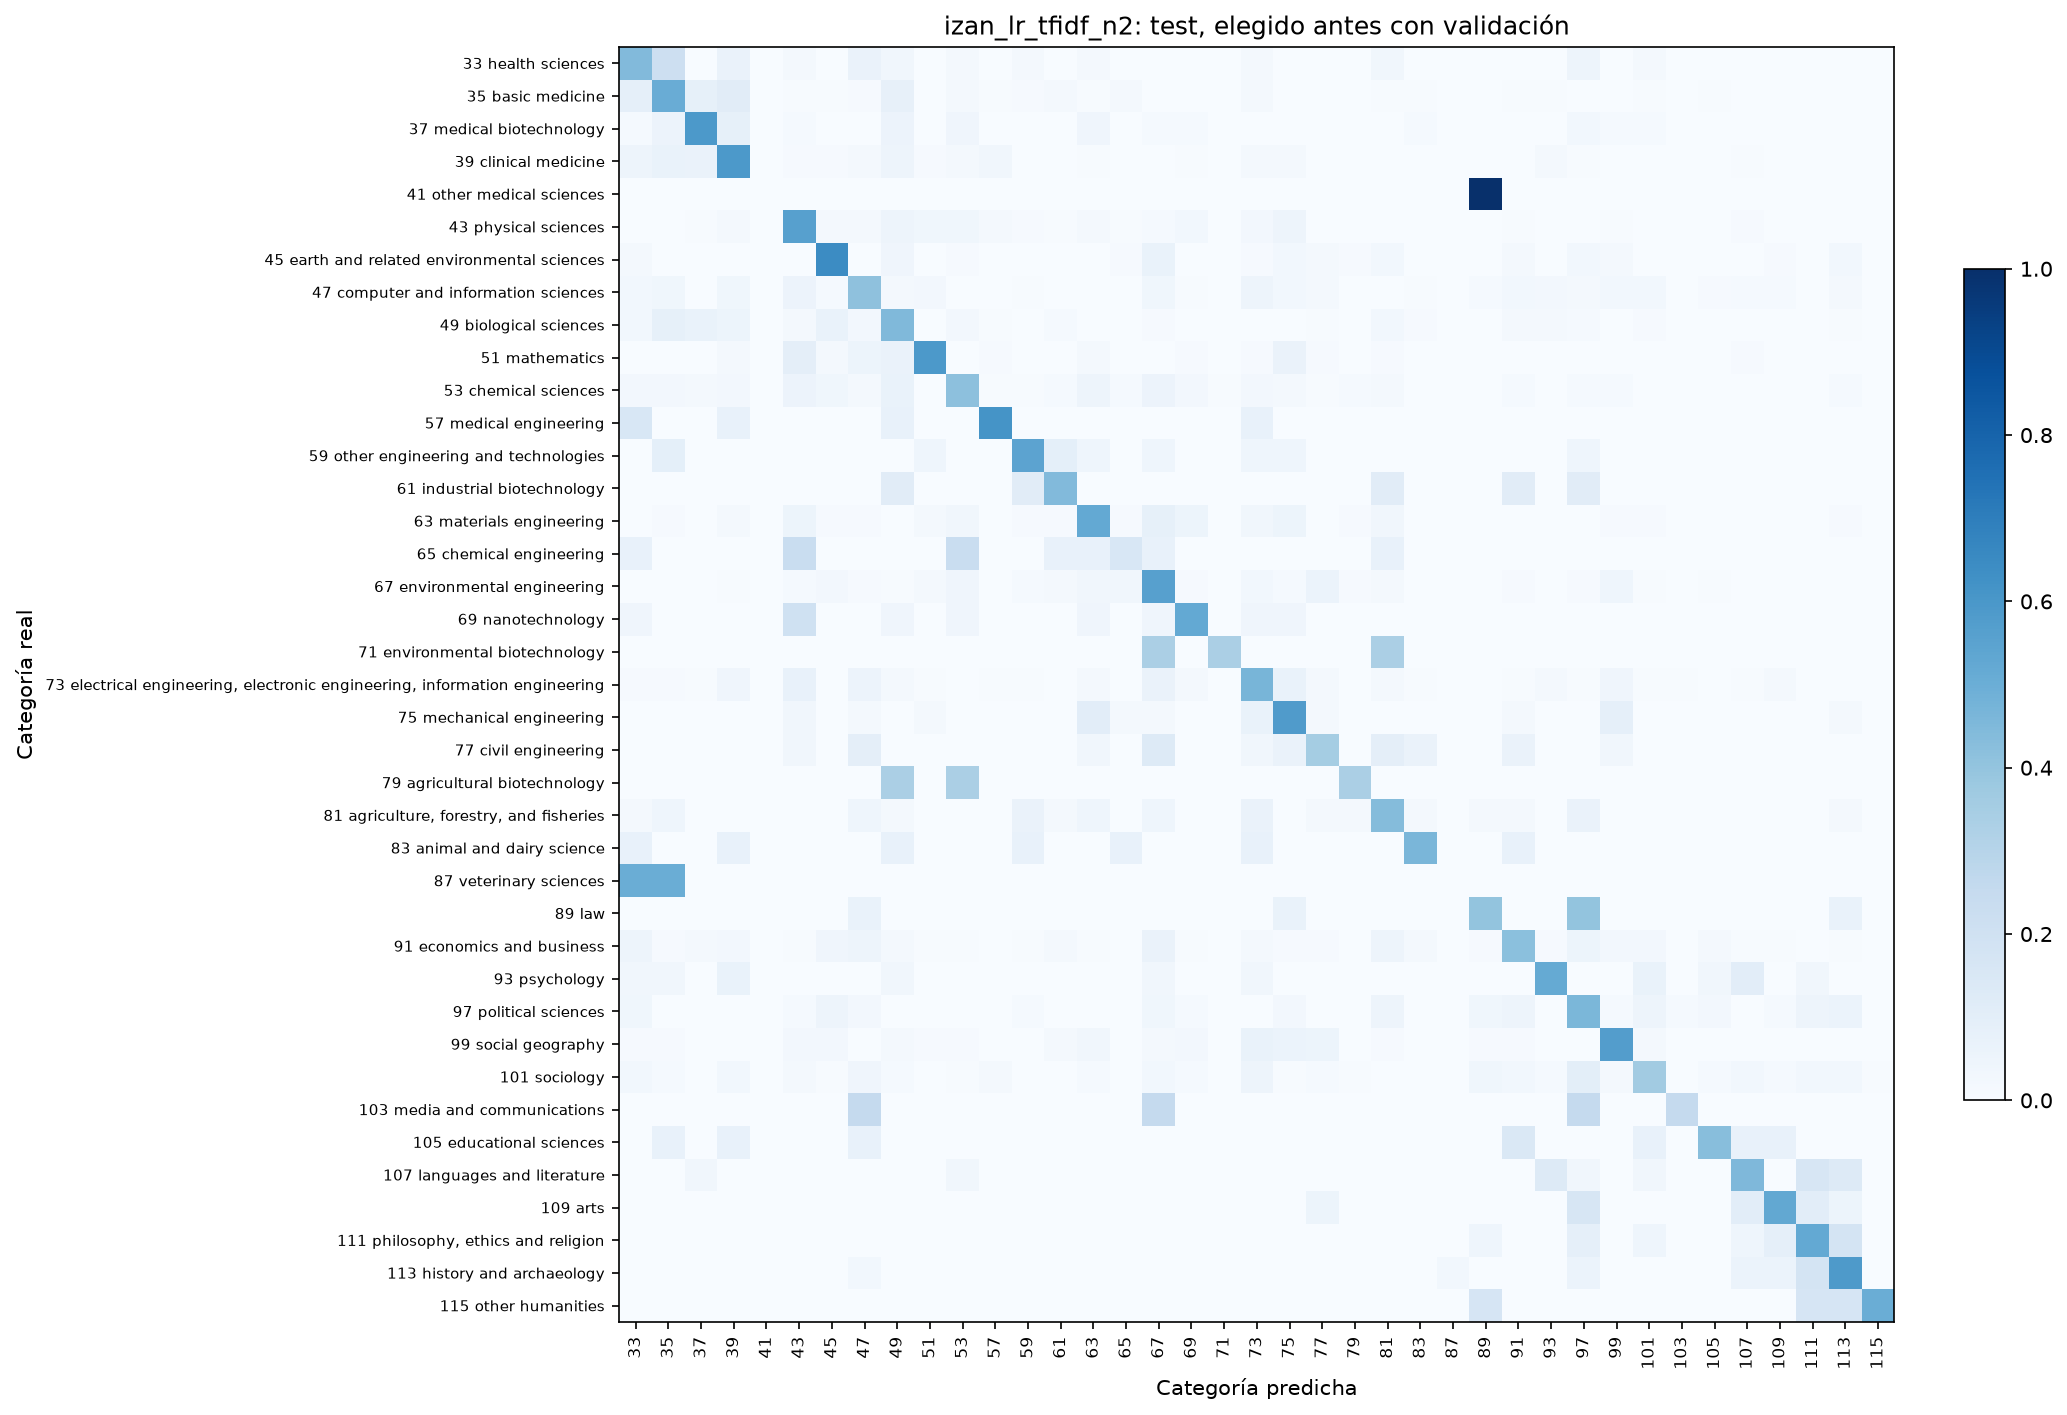 izan_lr_tfidf_n2: test, elegido antes con validación
33 health sciences
35 basic medicine
37 medical biotechnology
39 clinical medicine
41 other medical sciences
43 physical sciences
45 earth and related environmental sciences
47 computer and information sciences
49 biological sciences
51 mathematics
53 chemical sciences
57 medical engineering
59 other engineering and technologies
61 industrial biotechnology
63 materials engineering
65 chemical engineering
67 environmental engineering
69 nanotechnology
71 environmental biotechnology
73 electrical engineering, electronic engineering, information engineering
75 mechanical engineering
77 civil engineering
79 agricultural biotechnology
81 agriculture, forestry, and fisheries
83 animal and dairy science
87 veterinary sciences
89 law
91 economics and business
93 psychology
97 political sciences
99 social geography
101 sociology
103 media and communications
105 educational sciences
107 languages and literature
109 arts
111 philosophy, ethics and religion
113 history and archaeology
115 other humanities
Categoría real
33 35 37 39 41 43 45 47 49 51 53 57 59 61 63 65 67 69 71 73 75 77 79 81 83 87 89 91 93 97 99 101 103 105 107 109 111 113 115
Categoría predicha
1.0
0.8
0.6
0.4
0.2
0.0